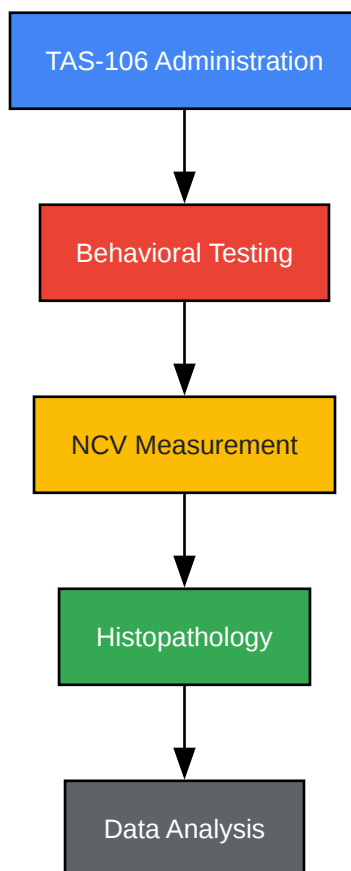 TAS-106 Administration
Behavioral Testing
NCV Measurement
Histopathology
Data Analysis